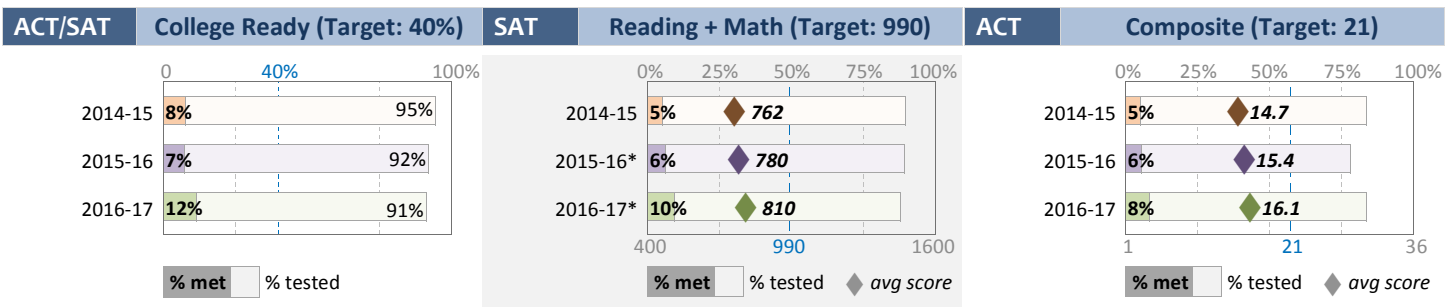 ACT/SAT College Ready (Target: 40%)
0 40% 100%
2014-15 8% 95%
2015-16 7% 92%
2016-17 12% 91%
% met % tested
SAT Reading + Math (Target: 990)
0% 25% 50% 75% 100%
2014-15 5% 762
2015-16* 6% 780
2016-17* 10% 810
400 990 1600
% met % tested avg score
ACT Composite (Target: 21)
0% 25% 50% 75% 100%
2014-15 5% 14.7
2015-16 6% 15.4
2016-17 8% 16.1
1 21 36
% met % tested avg score